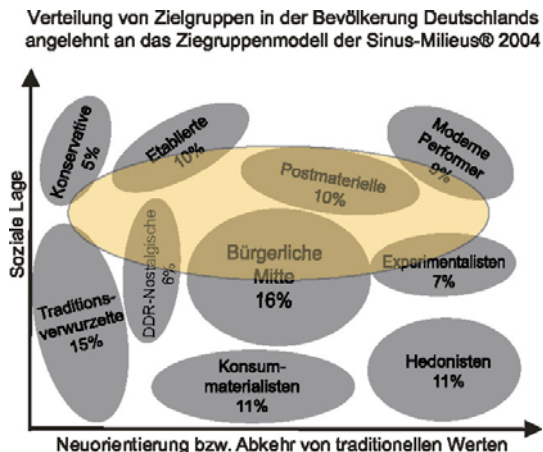 Verteilung von Zielgruppen in der Bevölkerung Deutschlands
angelehnt an das Ziegruppenmodell der Sinus-Milieus® 2004
Soziale Lage
Konservative
5%
Etablierte
10%
Postmaterielle
10%
Moderne
Performer
9%
Traditions-
verwurzelte
15%
DDR-Nostalgische
6%
Bürgerliche
Mitte
16%
Experimentalisten
7%
Konsum-
materialisten
11%
Hedonisten
11%
Neuorientierung bzw. Abkehr von traditionellen Werten